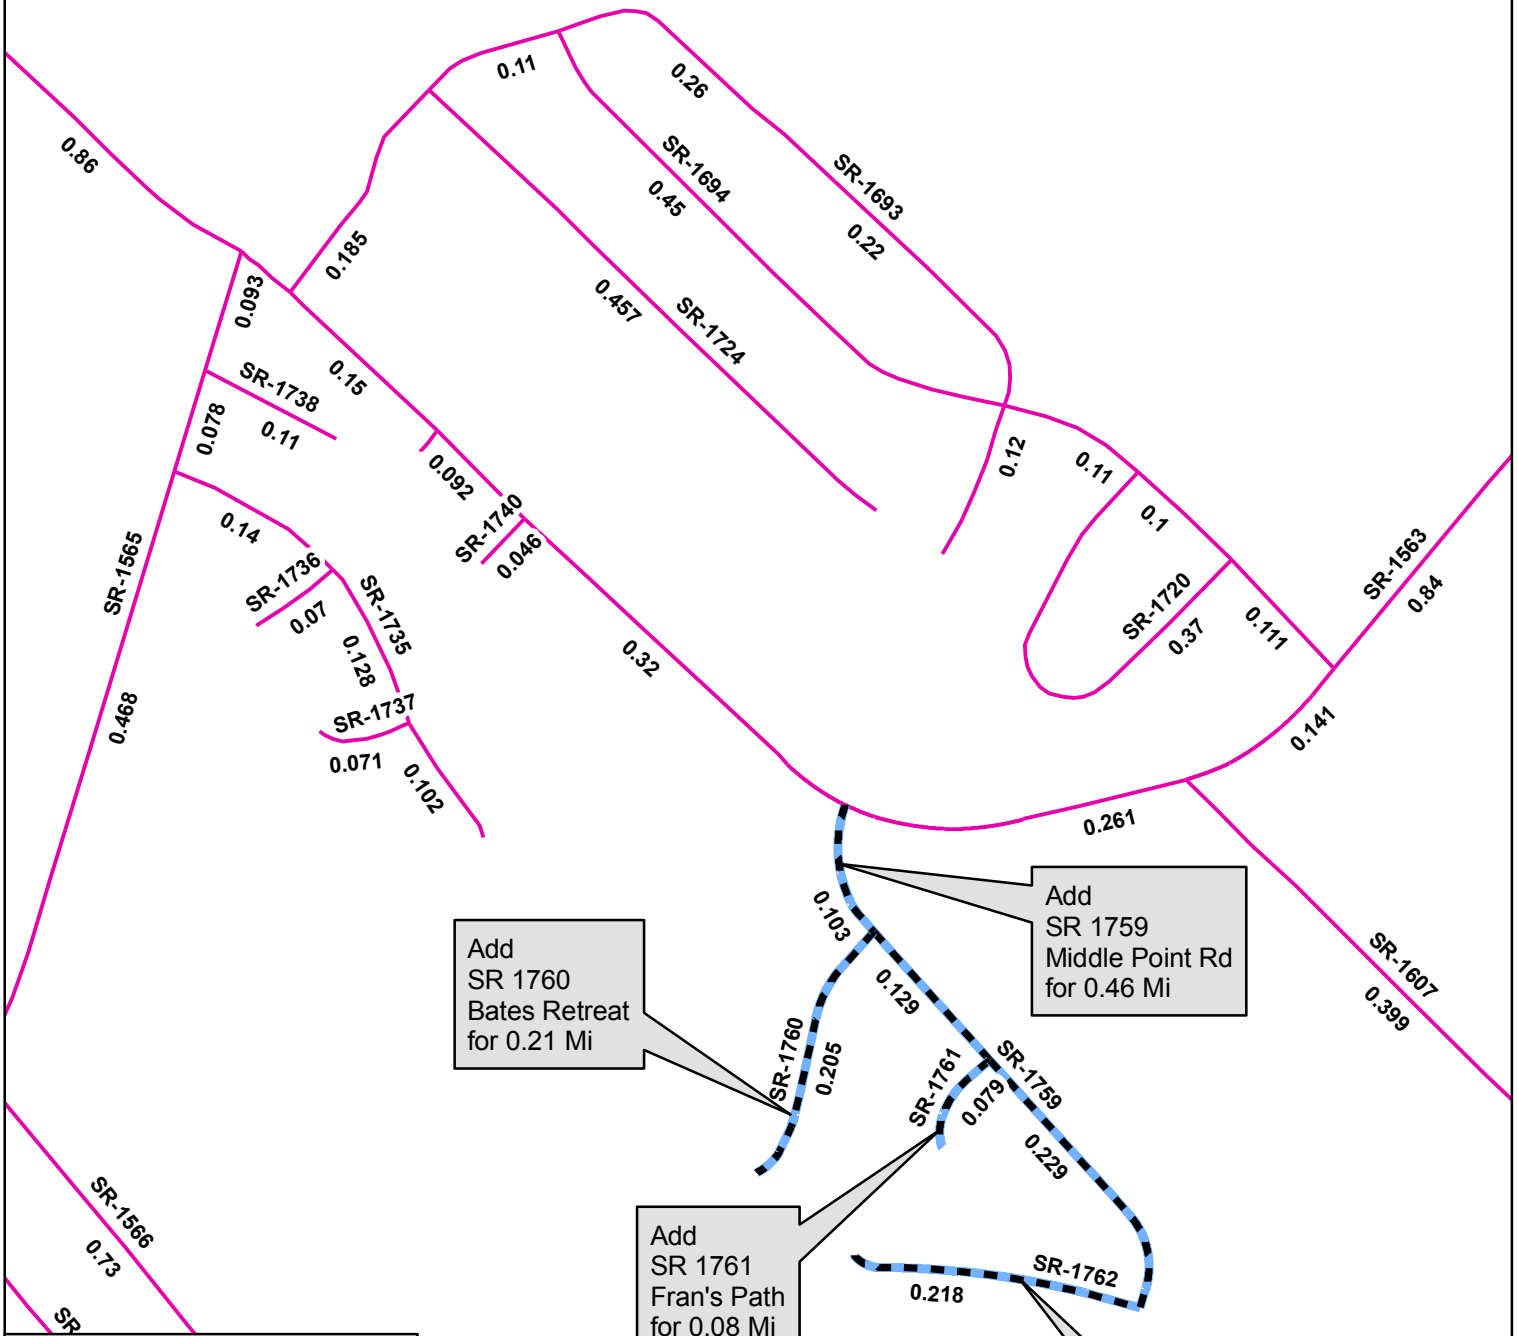 0.11
0.26
0.86
SR-1694
0.45
SR-1693
0.22
0.185
0.093
0.457
SR-1724
0.15
SR-1738
0.11
0.078
0.092
SR-1740
0.046
0.12
0.11
0.1
SR-1563
0.84
SR-1565
0.14
SR-1736
0.07
SR-1735
0.128
SR-1720
0.37
0.111
0.32
0.468
SR-1737
0.071
0.102
0.141
0.261
Add
SR 1759
Middle Point Rd
for 0.46 Mi
0.103
Add
SR 1760
Bates Retreat
for 0.21 Mi
0.129
SR-1607
0.399
SR-1760
0.205
SR-1761
0.079
SR-1759
0.229
SR-1566
0.73
Add
SR 1761
Fran's Path
for 0.08 Mi
SR-1762
0.218
SR